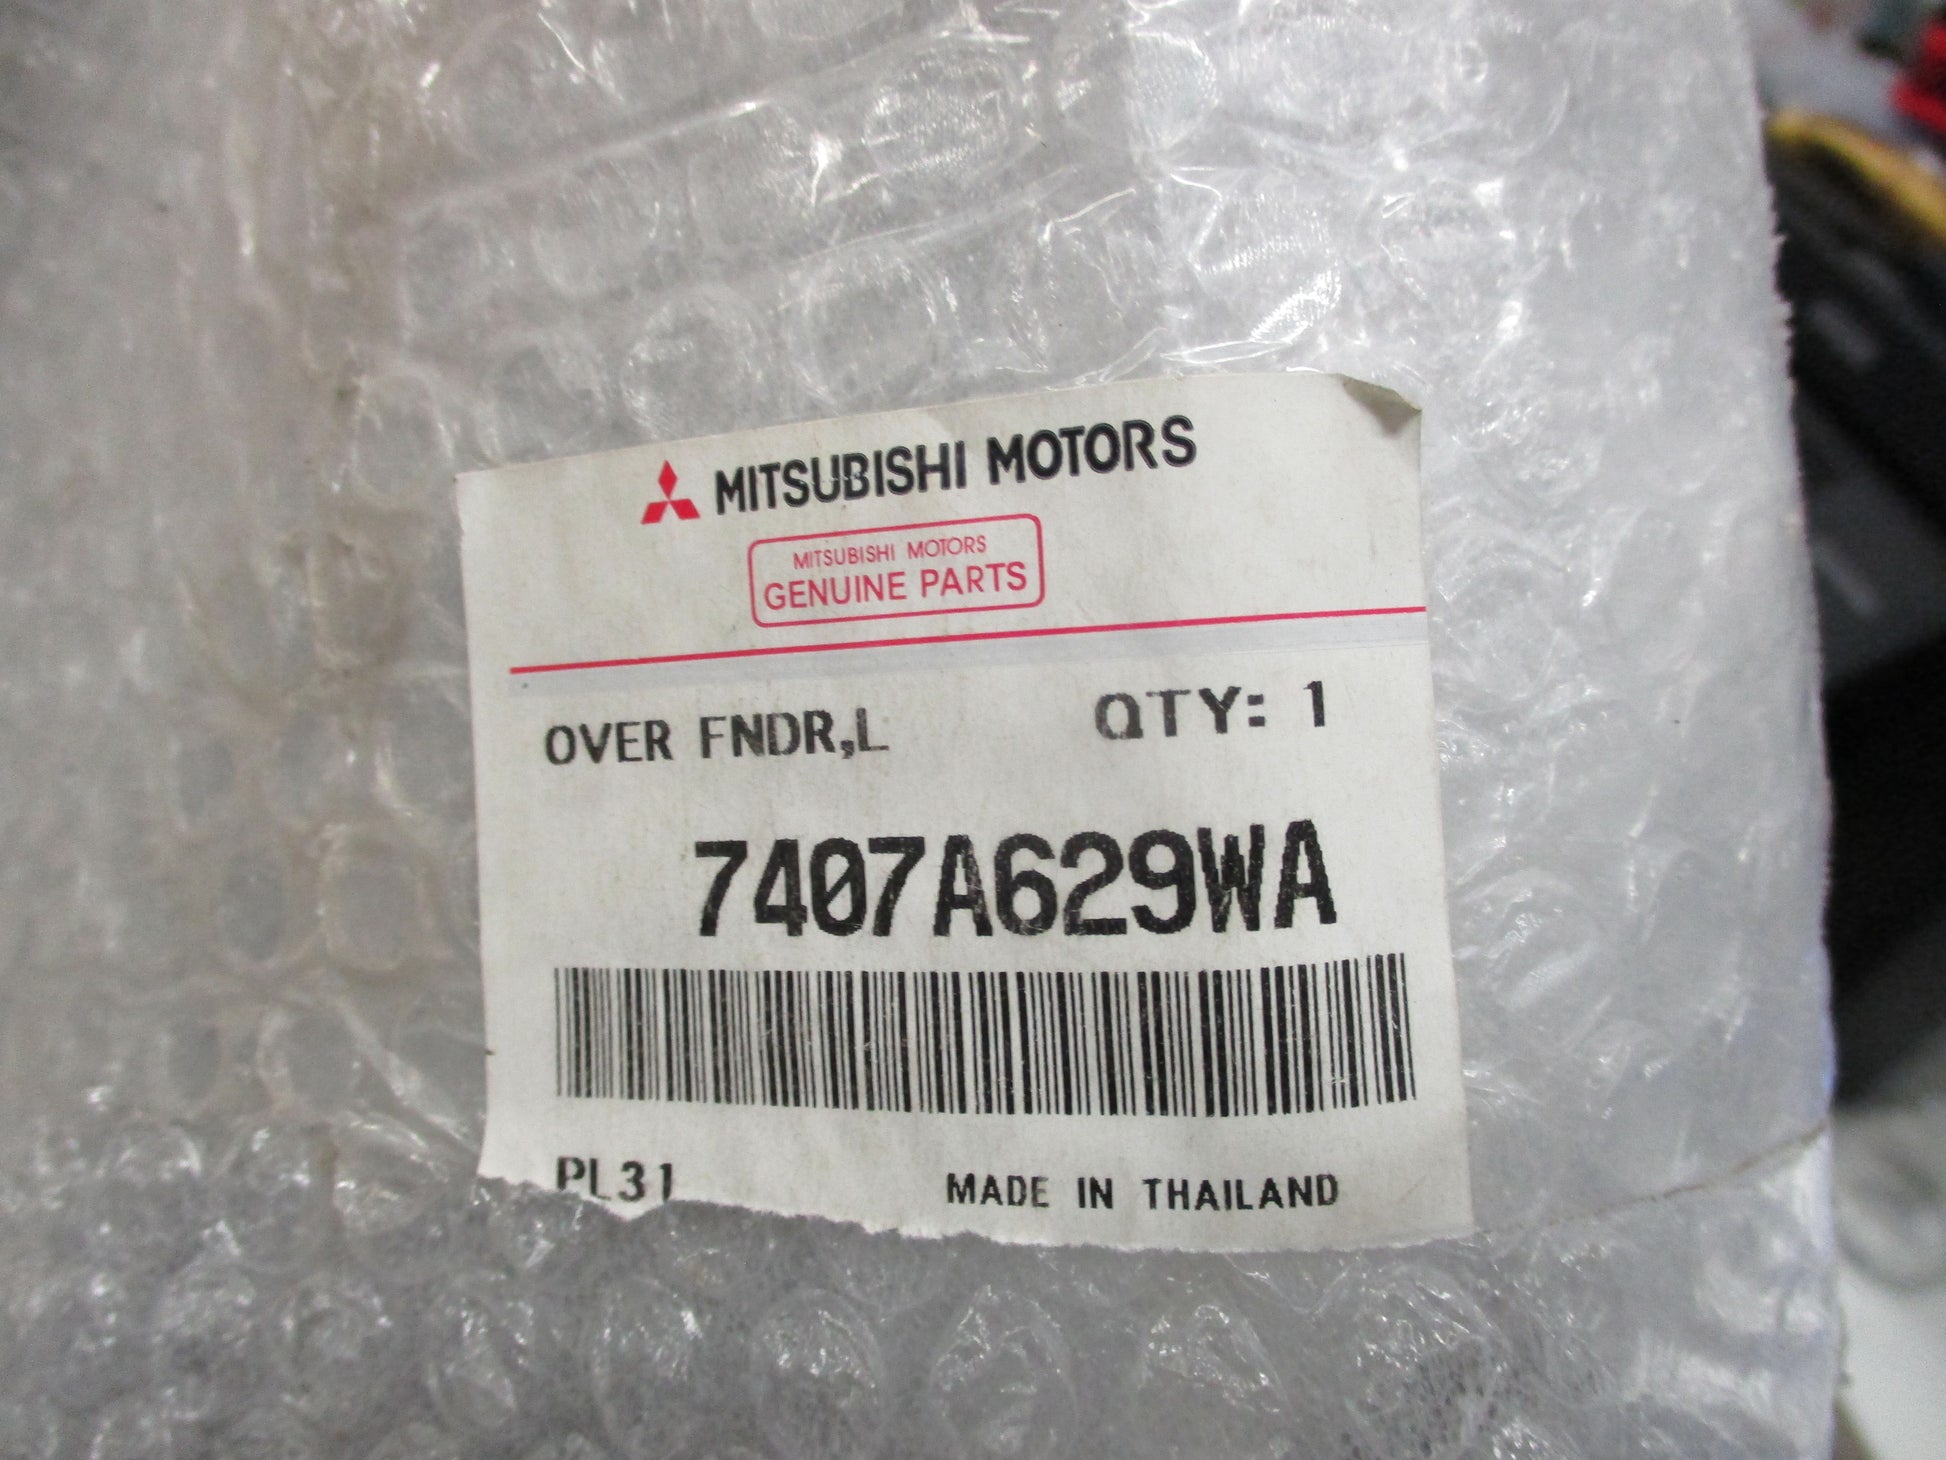 MITSUBISHI MOTORS
MITSUBISHI MOTORS
GENUINE PARTS
OVER FNDR,L QTY: 1
7407A629WA
PL31 MADE IN THAILAND